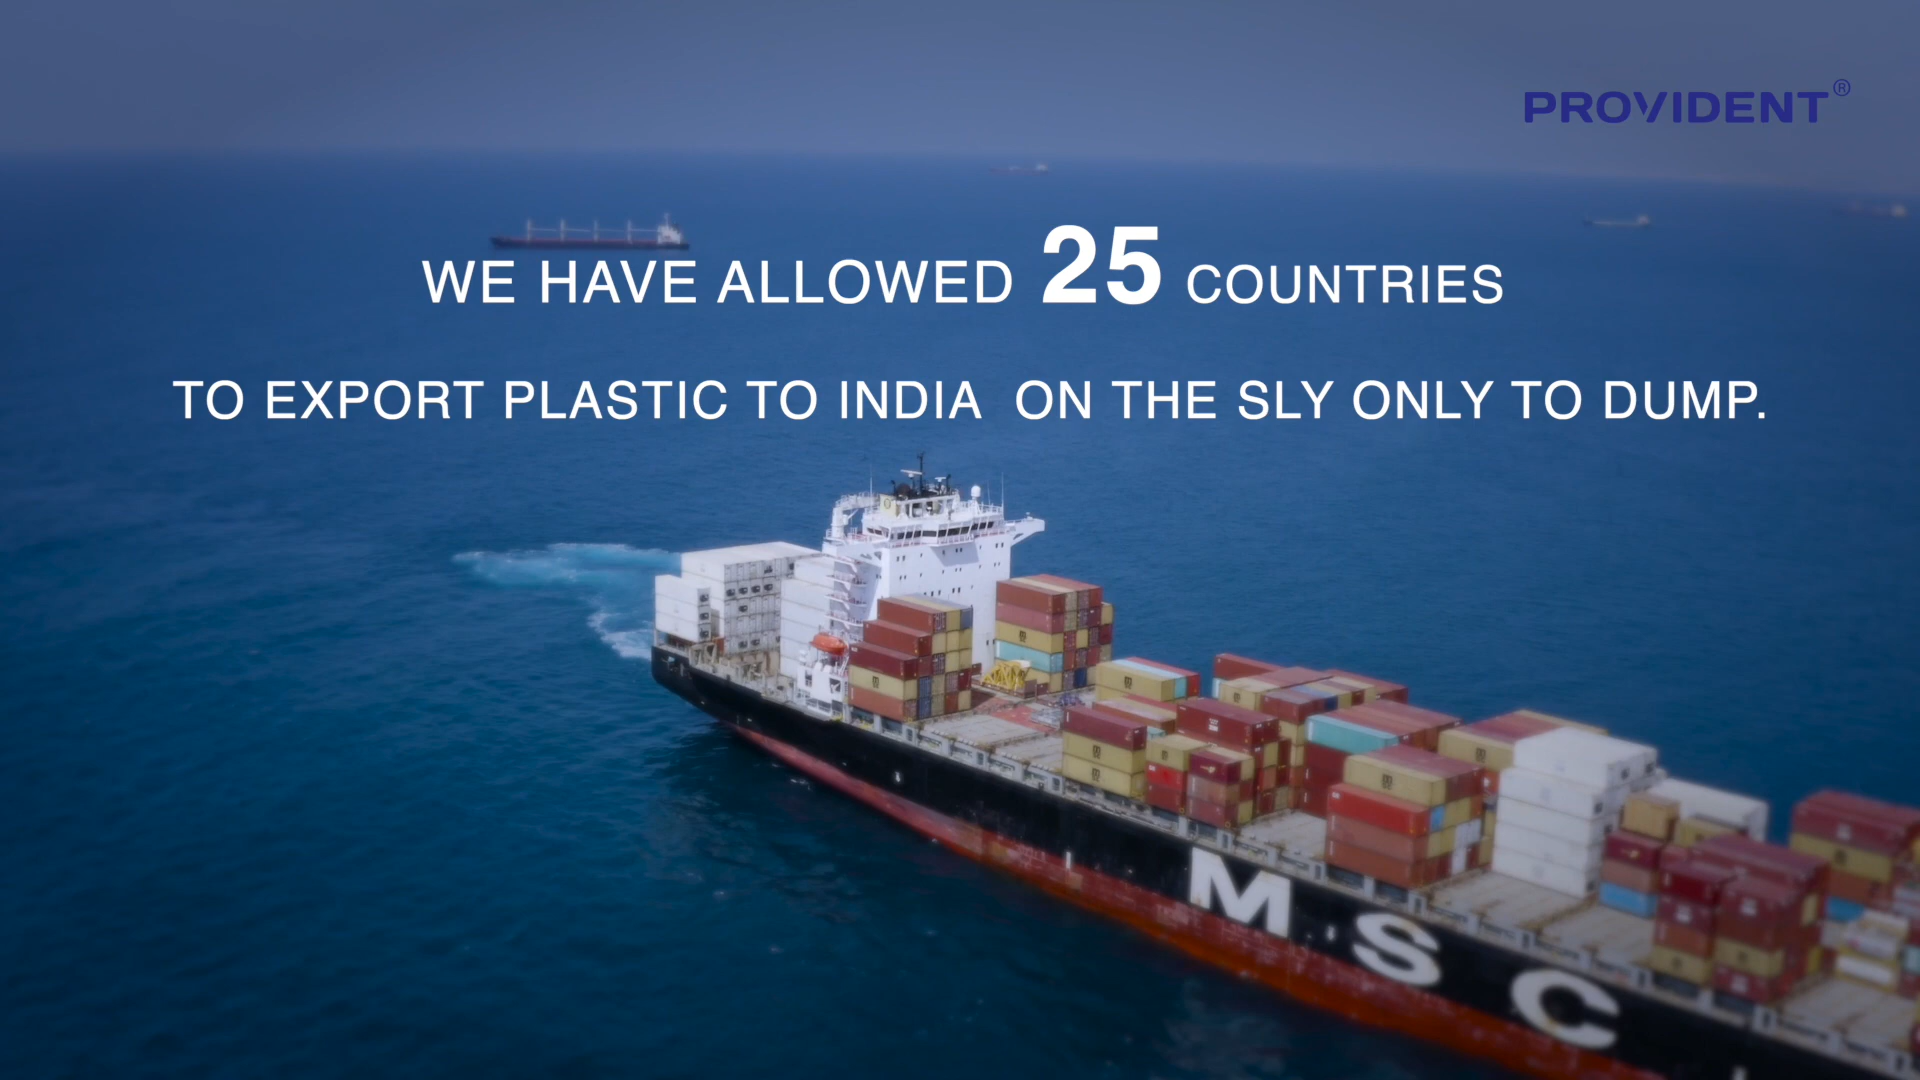 PROVIDENT®
WE HAVE ALLOWED 25 COUNTRIES
TO EXPORT PLASTIC TO INDIA ON THE SLY ONLY TO DUMP.
MSC